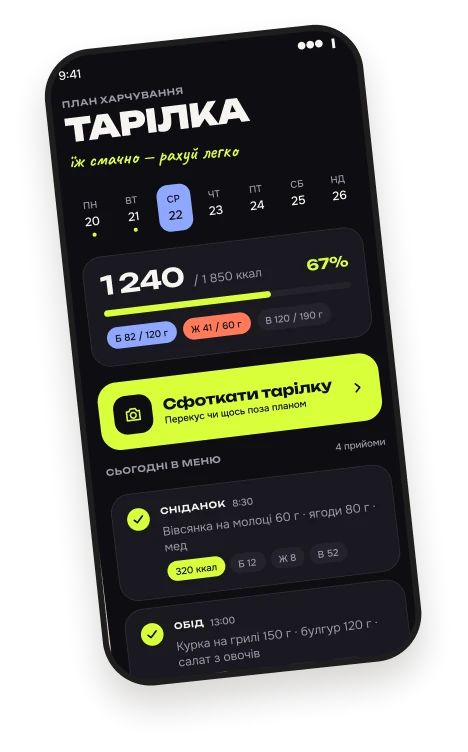 9:41
ПЛАН ХАРЧУВАННЯ
ТАРІЛКА
їж смачно — рахуй легко
ПН ВТ СР ЧТ ПТ СБ НД
20 21 22 23 24 25 26
1 240 / 1 850 ккал 67%
Б 82 / 120 г Ж 41 / 60 г В 120 / 190 г
Сфоткати тарілку
Перекус чи щось поза планом
СЬОГОДНІ В МЕНЮ 4 прийоми
СНІДАНОК 8:30
Вівсянка на молоці 60 г · ягоди 80 г ·
мед
320 ккал Б 12 Ж 8 В 52
ОБІД 13:00
Курка на грилі 150 г · булгур 120 г ·
салат з овочів